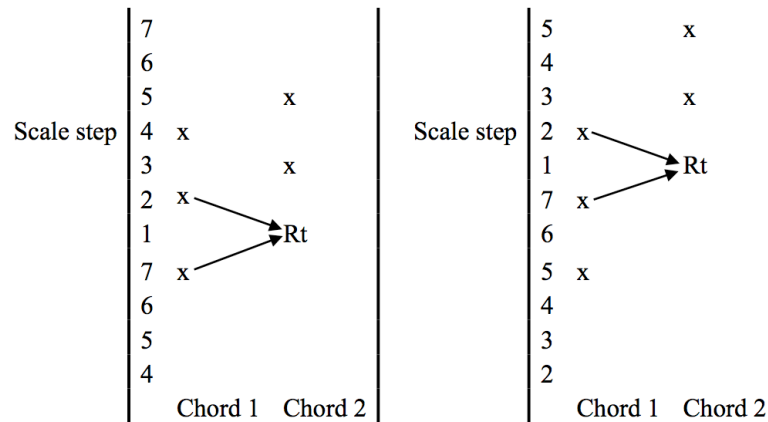 7 5 x
6 4
5 x 3 x
Scale step 4 x Scale step 2 x
3 x 1 Rt
2 x 7 x
1 Rt 6
7 x 5 x
6 4
5 3
4 2
Chord 1 Chord 2 Chord 1 Chord 2